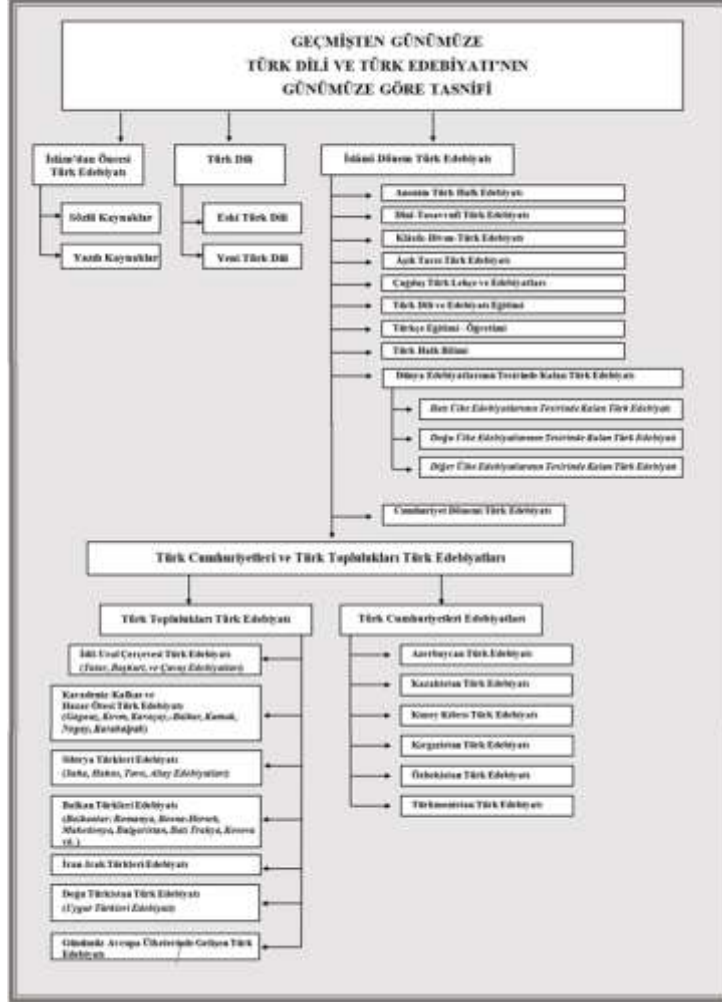 GEÇMİŞTEN GÜNÜMÜZE
TÜRK DİLİ VE TÜRK EDEBİYATI'NIN
GÜNÜMÜZE GÖRE TASNİFİ
İslâm'dan Öncesi
Türk Edebiyatı
Sözlü Kaynaklar
Yazılı Kaynaklar
Türk Dili
Eski Türk Dili
Yeni Türk Dili
İslâmi Dönem Türk Edebiyatı
Anonim Türk Halk Edebiyatı
Dini-Tasavvufi Türk Edebiyatı
Klâsik-Divan-Türk Edebiyatı
Âşık Tarzı Türk Edebiyatı
Çağdaş Türk Lehçe ve Edebiyatları
Türk Dili ve Edebiyatı Eğitimi
Türkçe Eğitimi - Öğretimi
Türk Halk Bilimi
Dünya Edebiyatlarının Tesirinde Kalan Türk Edebiyatı
Batı Ülke Edebiyatlarının Tesirinde Kalan Türk Edebiyatı
Doğu Ülke Edebiyatlarının Tesirinde Kalan Türk Edebiyatı
Diğer Ülke Edebiyatlarının Tesirinde Kalan Türk Edebiyatı
Cumhuriyet Dönemi Türk Edebiyatı
Türk Cumhuriyetleri ve Türk Toplulukları Türk Edebiyatları
Türk Toplulukları Türk Edebiyatı
İdil-Ural Çerçevesi Türk Edebiyatı
(Tatar, Başkurt, ve Çuvaş Edebiyatları)
Karadeniz Kafkas ve
Hazar Ötesi Türk Edebiyatı
(Gagauz, Kırım, Karaçay,-Balkar, Kumuk,
Nogay, Karakalpak)
Sibirya Türkleri Edebiyatı
(Saha, Hakas, Tuva, Altay Edebiyatları)
Balkan Türkleri Edebiyatı
(Balkanlar: Romanya, Bosna-Hersek,
Makedonya, Bulgaristan, Batı Trakya, Kosova
vd.)
İran-Irak Türkleri Edebiyatı
Doğu Türkistan Türk Edebiyatı
(Uygur Türkleri Edebiyatı)
Günümüz Avrupa Ülkelerinde Gelişen Türk
Edebiyatı
Türk Cumhuriyetleri Edebiyatları
Azerbaycan Türk Edebiyatı
Kazakistan Türk Edebiyatı
Kuzey Kıbrıs Türk Edebiyatı
Kırgızistan Türk Edebiyatı
Özbekistan Türk Edebiyatı
Türkmenistan Türk Edebiyatı